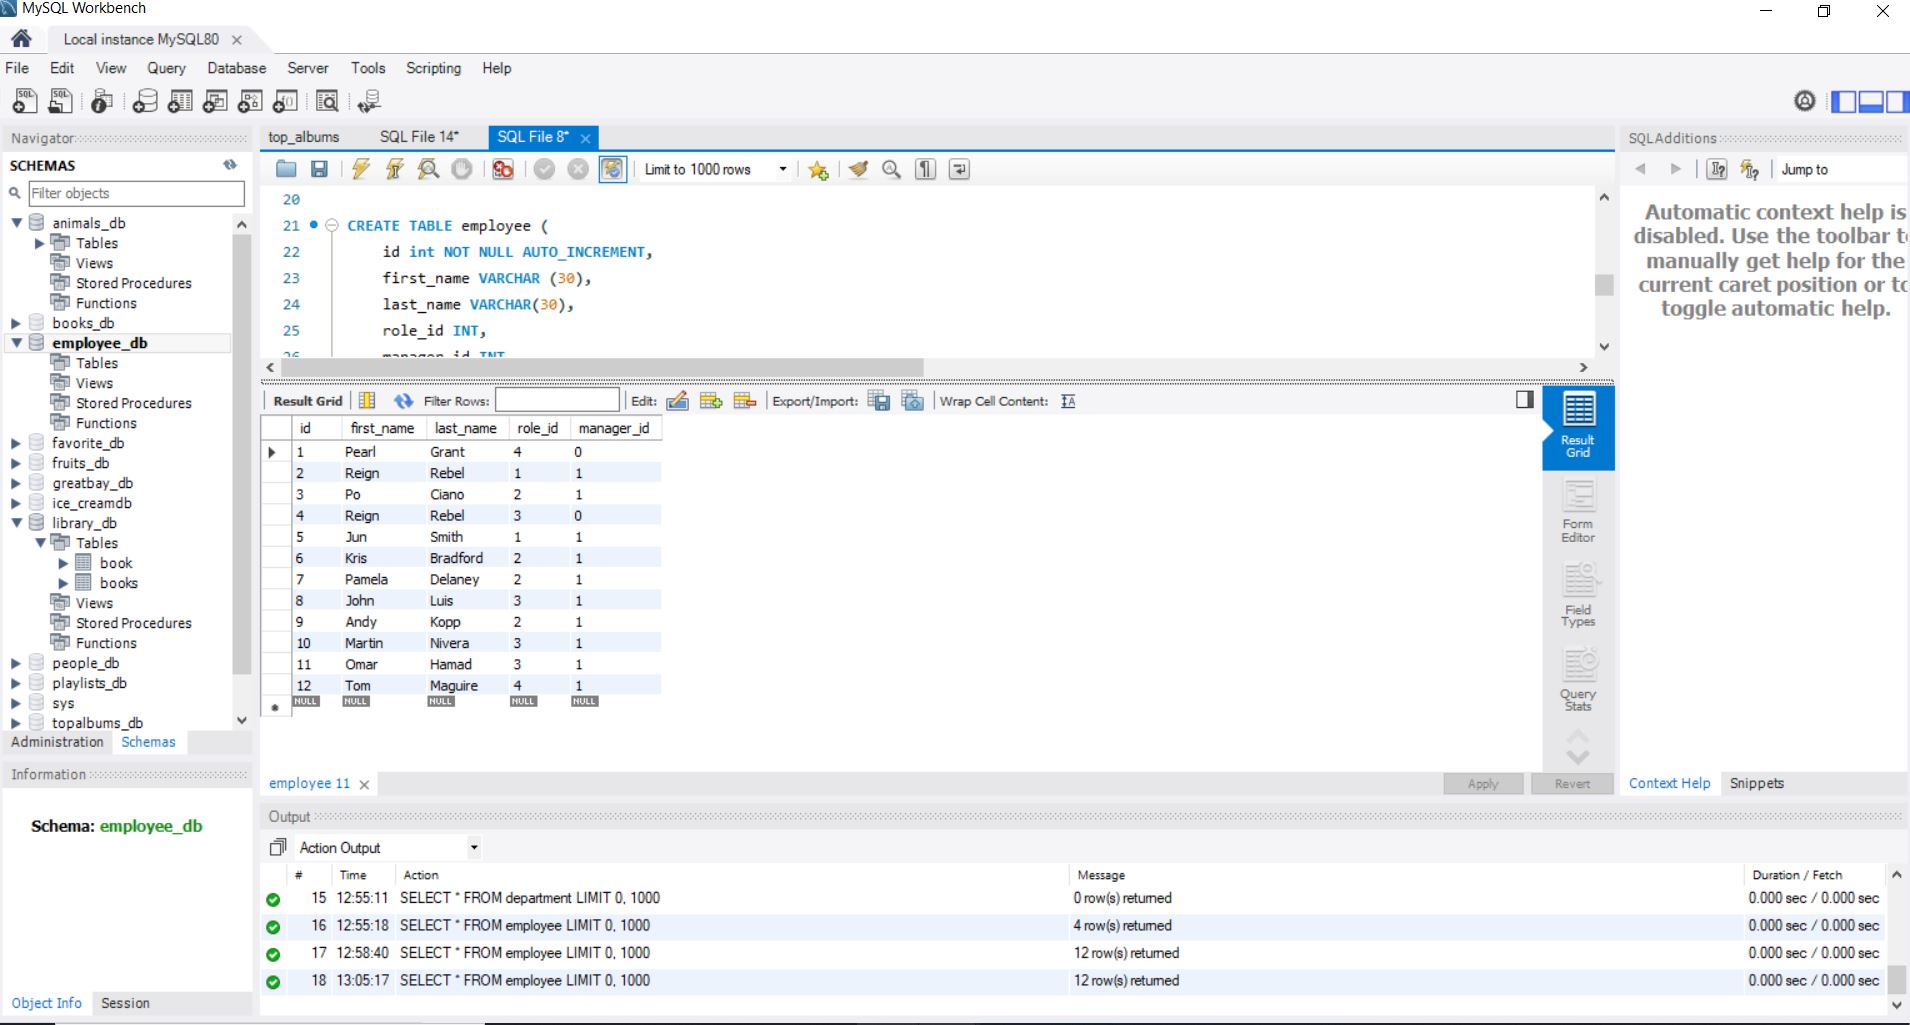 MySQL Workbench
Local instance MySQL80
File Edit View Query Database Server Tools Scripting Help
Navigator
SCHEMAS
Filter objects
animals_db
Tables
Views
Stored Procedures
Functions
books_db
employee_db
Tables
Views
Stored Procedures
Functions
favorite_db
fruits_db
greatbay_db
ice_creamdb
library_db
Tables
book
books
Views
Stored Procedures
Functions
people_db
playlists_db
sys
topalbums_db
Administration Schemas
Information
Schema: employee_db
Object Info Session
top_albums SQL File 14* SQL File 8*
Limit to 1000 rows
20
21 CREATE TABLE employee (
22 id int NOT NULL AUTO_INCREMENT,
23 first_name VARCHAR (30),
24 last_name VARCHAR(30),
25 role_id INT,
26 manager_id INT
Result Grid Filter Rows: Edit: Export/Import: Wrap Cell Content:
id first_name last_name role_id manager_id
1 Pearl Grant 4 0
2 Reign Rebel 1 1
3 Po Ciano 2 1
4 Reign Rebel 3 0
5 Jun Smith 1 1
6 Kris Bradford 2 1
7 Pamela Delaney 2 1
8 John Luis 3 1
9 Andy Kopp 2 1
10 Martin Nivera 3 1
11 Omar Hamad 3 1
12 Tom Maguire 4 1
NULL NULL NULL NULL NULL
Result
Grid
Form
Editor
Field
Types
Query
Stats
employee 11
Apply Revert
Output
Action Output
# Time Action Message Duration / Fetch
15 12:55:11 SELECT * FROM department LIMIT 0, 1000 0 row(s) returned 0.000 sec / 0.000 sec
16 12:55:18 SELECT * FROM employee LIMIT 0, 1000 4 row(s) returned 0.000 sec / 0.000 sec
17 12:58:40 SELECT * FROM employee LIMIT 0, 1000 12 row(s) returned 0.000 sec / 0.000 sec
18 13:05:17 SELECT * FROM employee LIMIT 0, 1000 12 row(s) returned 0.000 sec / 0.000 sec
SQLAdditions
Jump to
Automatic context help is
disabled. Use the toolbar to
manually get help for the
current caret position or to
toggle automatic help.
Context Help Snippets